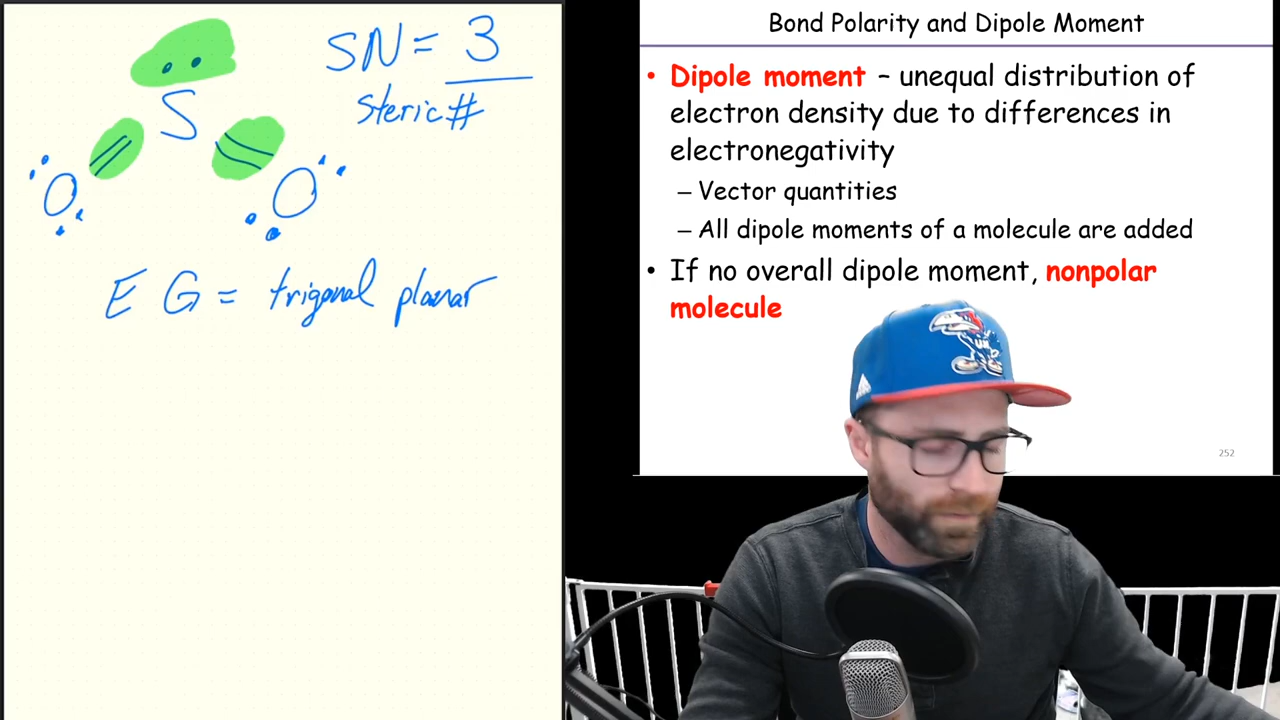 SN = 3
steric #
S
O
O
E G = trigonal planar
Bond Polarity and Dipole Moment
• Dipole moment – unequal distribution of
electron density due to differences in
electronegativity
– Vector quantities
– All dipole moments of a molecule are added
• If no overall dipole moment, nonpolar
molecule
252